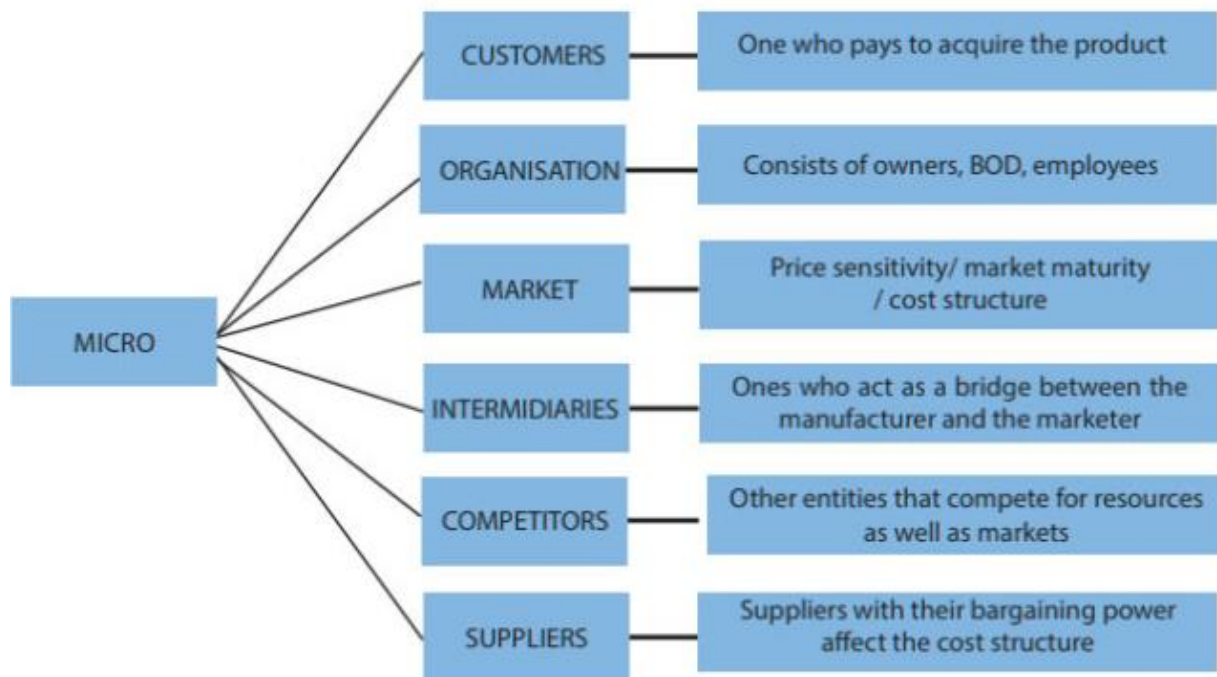 CUSTOMERS
One who pays to acquire the product
ORGANISATION
Consists of owners, BOD, employees
MARKET
Price sensitivity/ market maturity
/ cost structure
MICRO
INTERMIDIARIES
Ones who act as a bridge between the
manufacturer and the marketer
COMPETITORS
Other entities that compete for resources
as well as markets
SUPPLIERS
Suppliers with their bargaining power
affect the cost structure